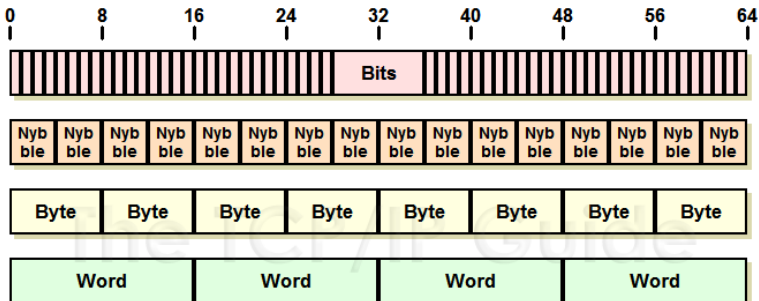 0 8 16 24 32 40 48 56 64
Bits
Nyb Nyb Nyb Nyb Nyb Nyb Nyb Nyb Nyb Nyb Nyb Nyb Nyb Nyb Nyb Nyb
ble ble ble ble ble ble ble ble ble ble ble ble ble ble ble ble
Byte Byte Byte Byte Byte Byte Byte Byte
The TCP/IP Guide
Word Word Word Word